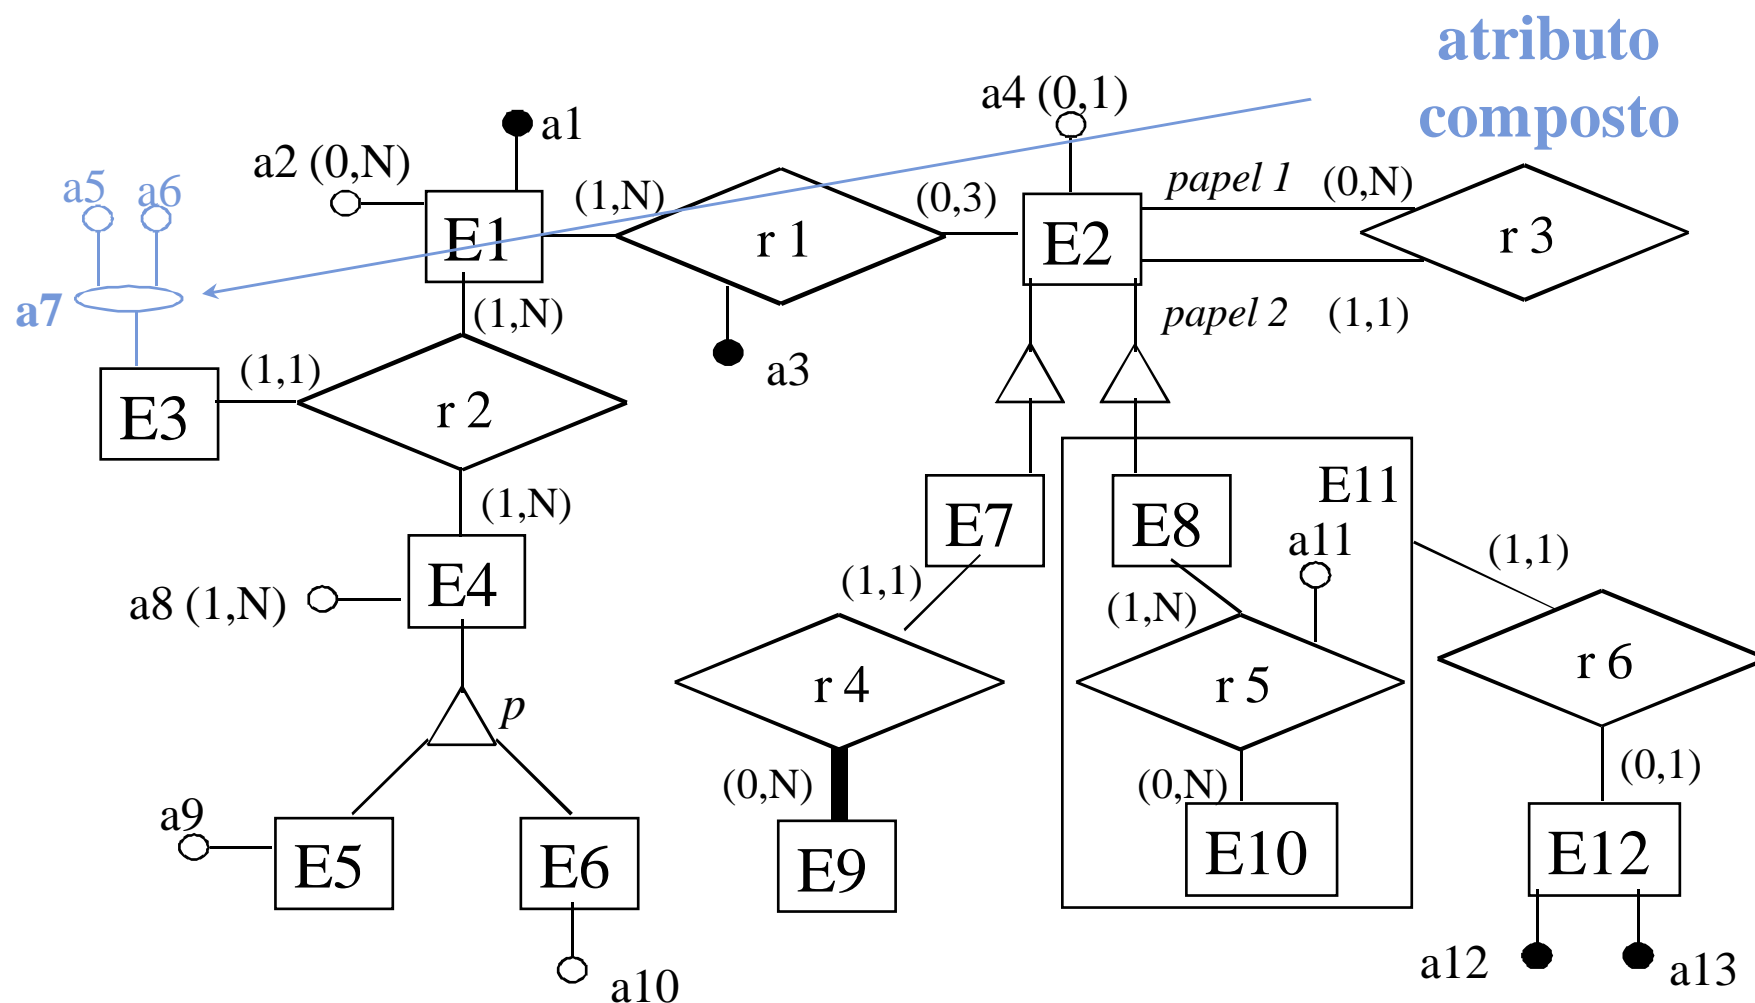 atributo
composto
a4 (0,1)
a1
a2 (0,N)
a5
a6
(1,N)
(0,3)
papel 1
(0,N)
E1
r 1
E2
r 3
a7
(1,N)
papel 2
(1,1)
(1,1)
a3
E3
r 2
(1,N)
E7
E8
E11
a11
(1,1)
E4
a8 (1,N)
(1,1)
(1,N)
r 4
r 5
r 6
p
(0,N)
(0,N)
(0,1)
a9
E5
E6
E9
E10
E12
a10
a12
a13